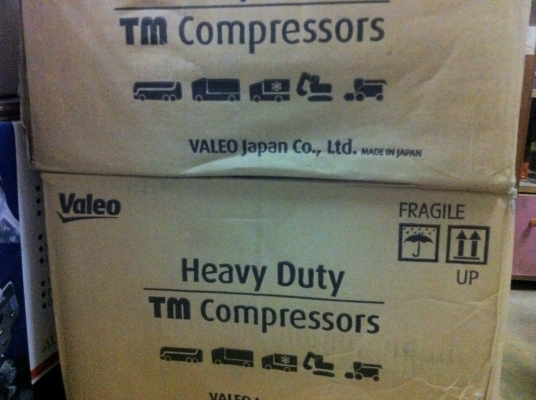 TM Compressors
VALEO Japan Co., Ltd. MADE IN JAPAN
Valeo
FRAGILE
UP
Heavy Duty
TM Compressors